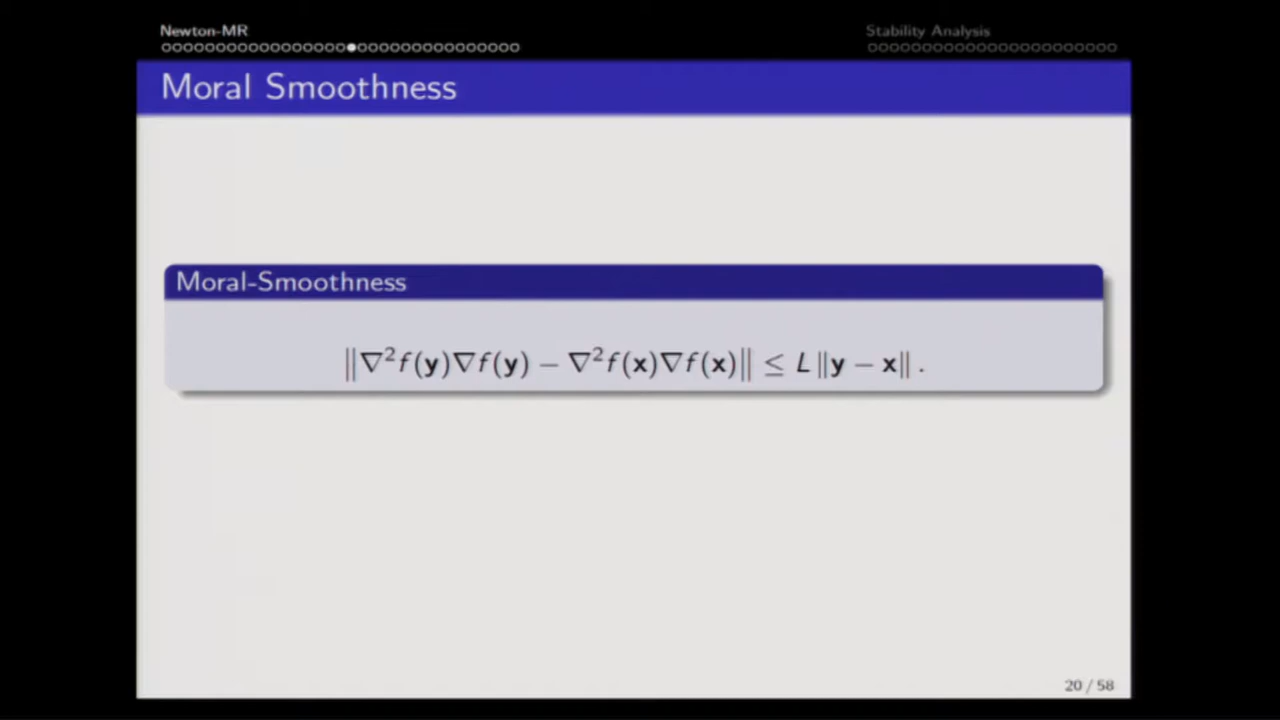 Newton-MR
Stability Analysis
Moral Smoothness
Moral-Smoothness
‖∇²f(y)∇f(y) − ∇²f(x)∇f(x)‖ ≤ L ‖y − x‖ .
20 / 58